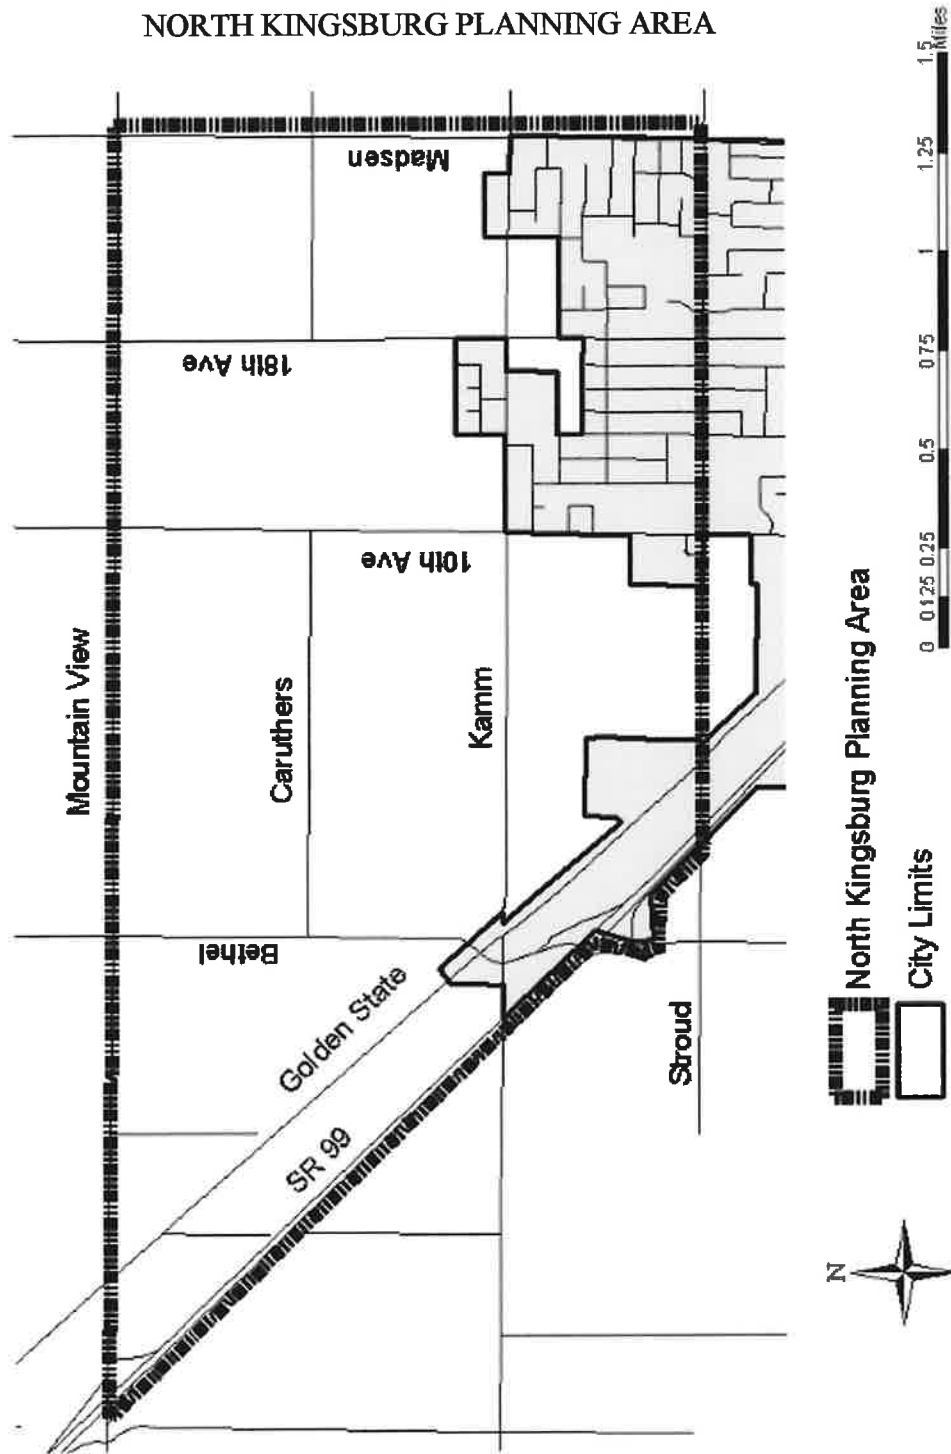 NORTH KINGSBURG PLANNING AREA
Mountain View
Caruthers
Kamm
Stroud
Madsen
18th Ave
10th Ave
Bethel
Golden State
SR 99
N
North Kingsburg Planning Area
City Limits
0 0.125 0.25 0.5 0.75 1 1.25 1.5
Miles